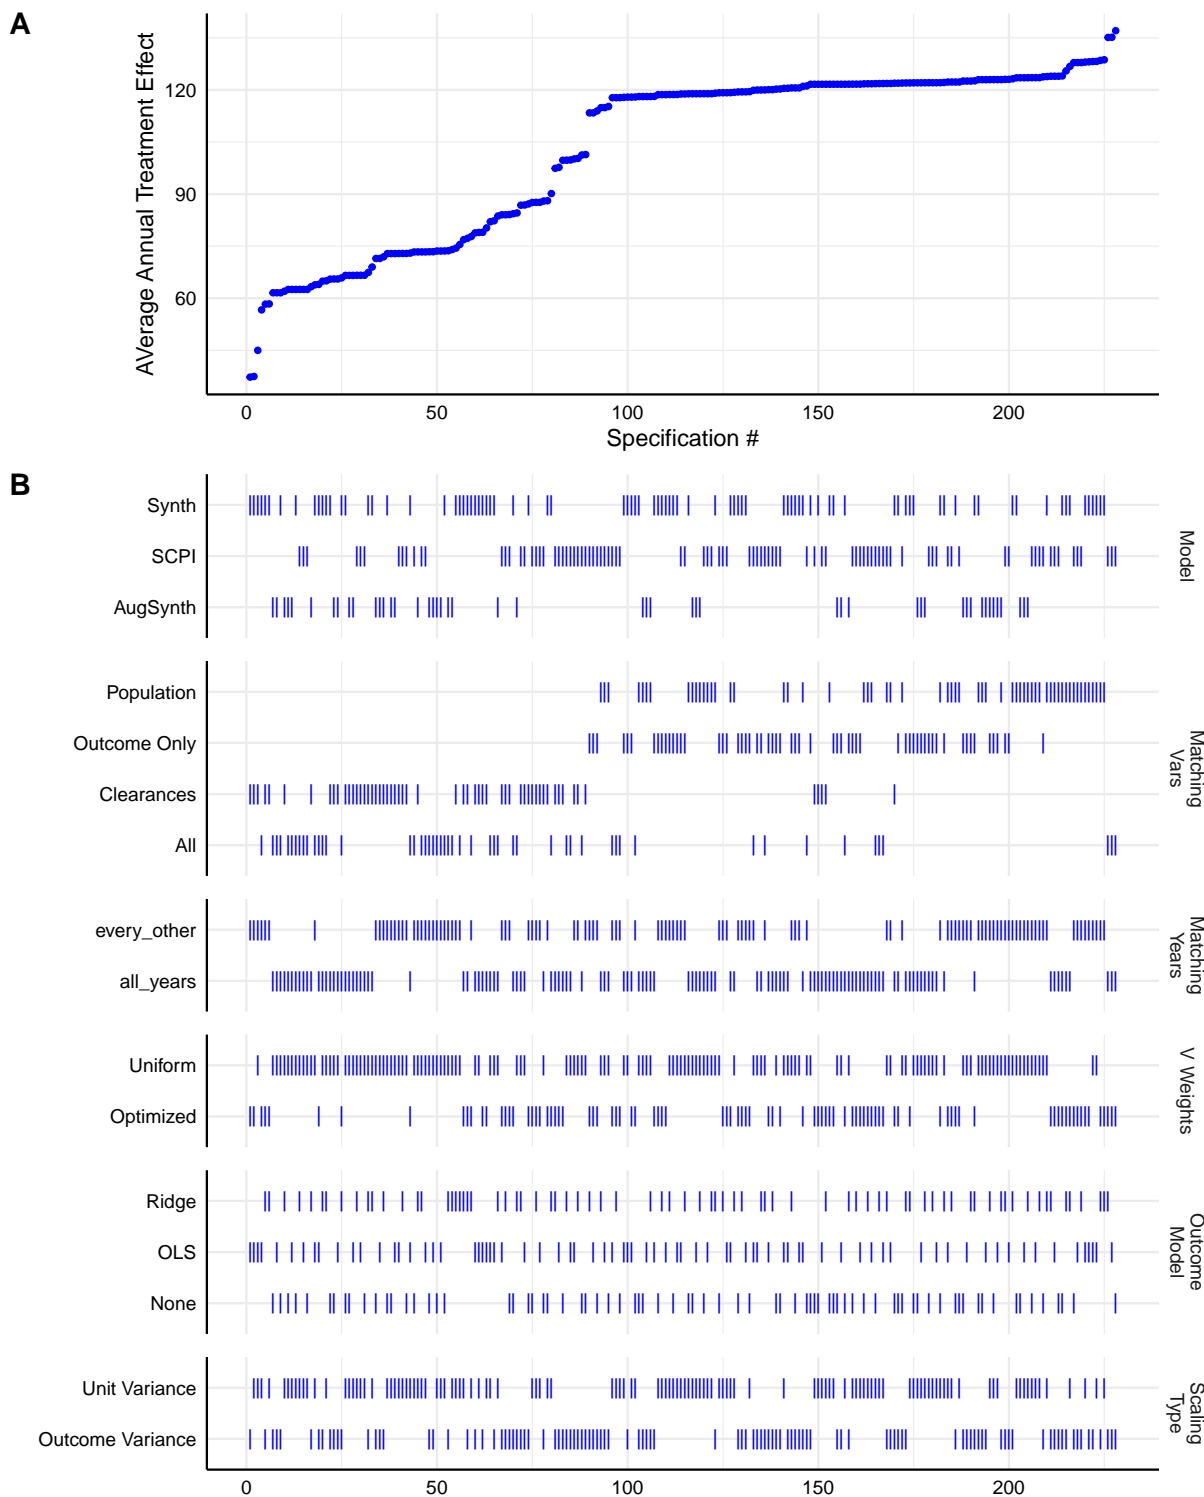 A
AVerage Annual Treatment Effect
120
90
60
0
50
100
150
200
Specification #
B
Synth
SCPI
AugSynth
Model
Population
Outcome Only
Clearances
All
Matching
Vars
every_other
all_years
Matching
Years
Uniform
Optimized
V Weights
Ridge
OLS
None
Outcome
Model
Unit Variance
Outcome Variance
Scaling
Type
0
50
100
150
200